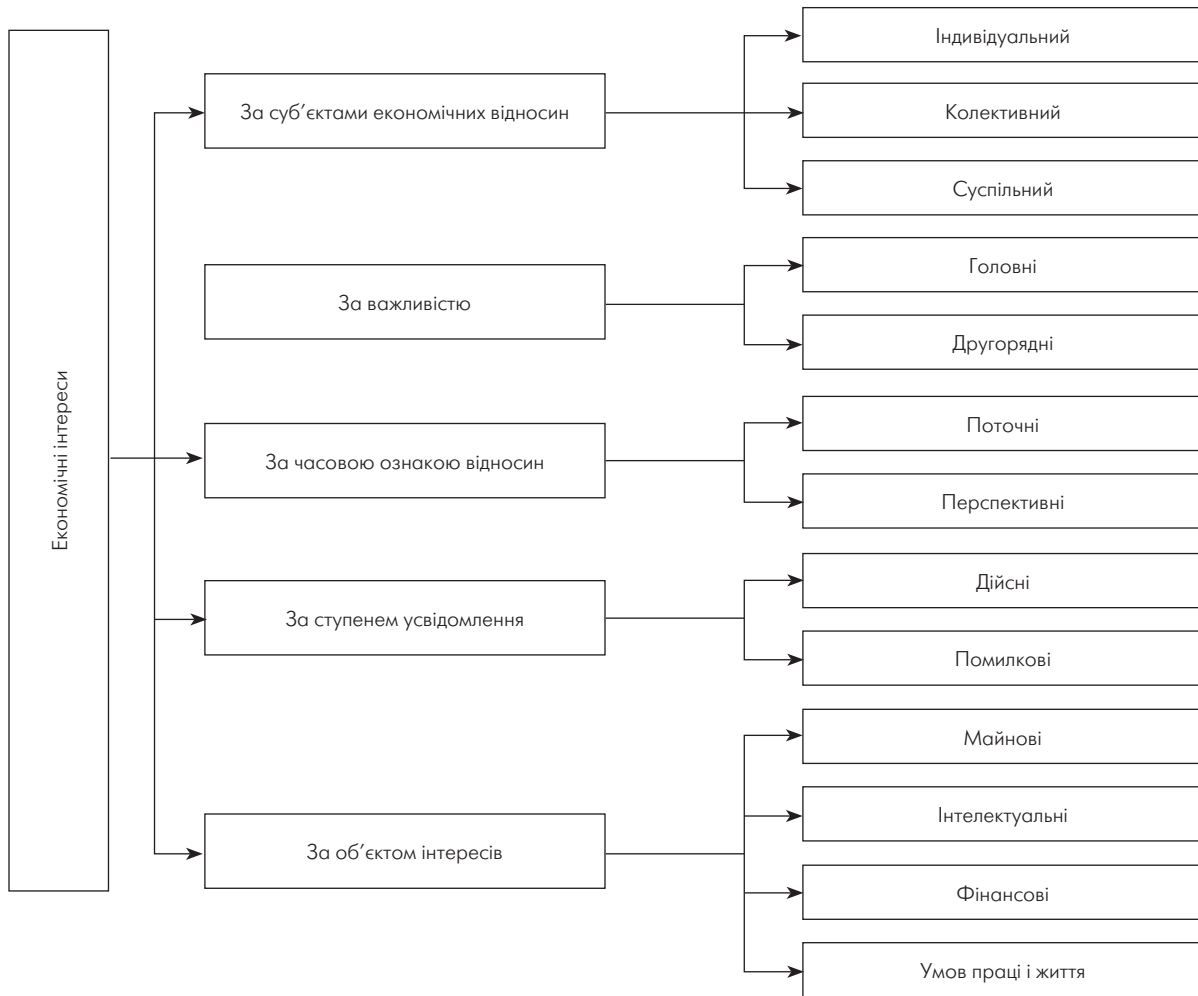 Економічні інтереси
За суб’єктами економічних відносин
Індивідуальний
Колективний
Суспільний
За важливістю
Головні
Другорядні
За часовою ознакою відносин
Поточні
Перспективні
За ступенем усвідомлення
Дійсні
Помилкові
За об’єктом інтересів
Майнові
Інтелектуальні
Фінансові
Умов праці і життя